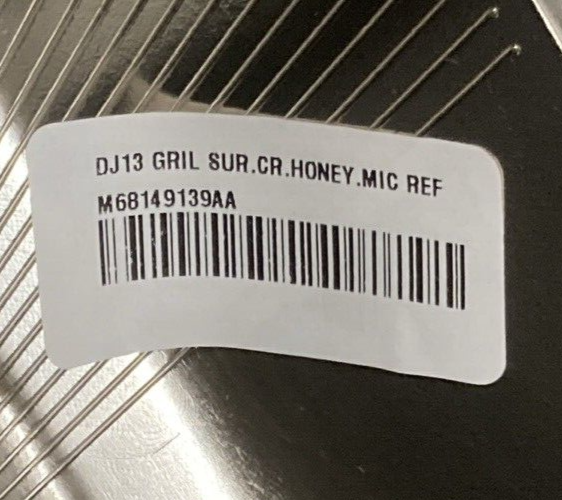 DJ13 GRIL SUR.CR.HONEY.MIC REF
M68149139AA